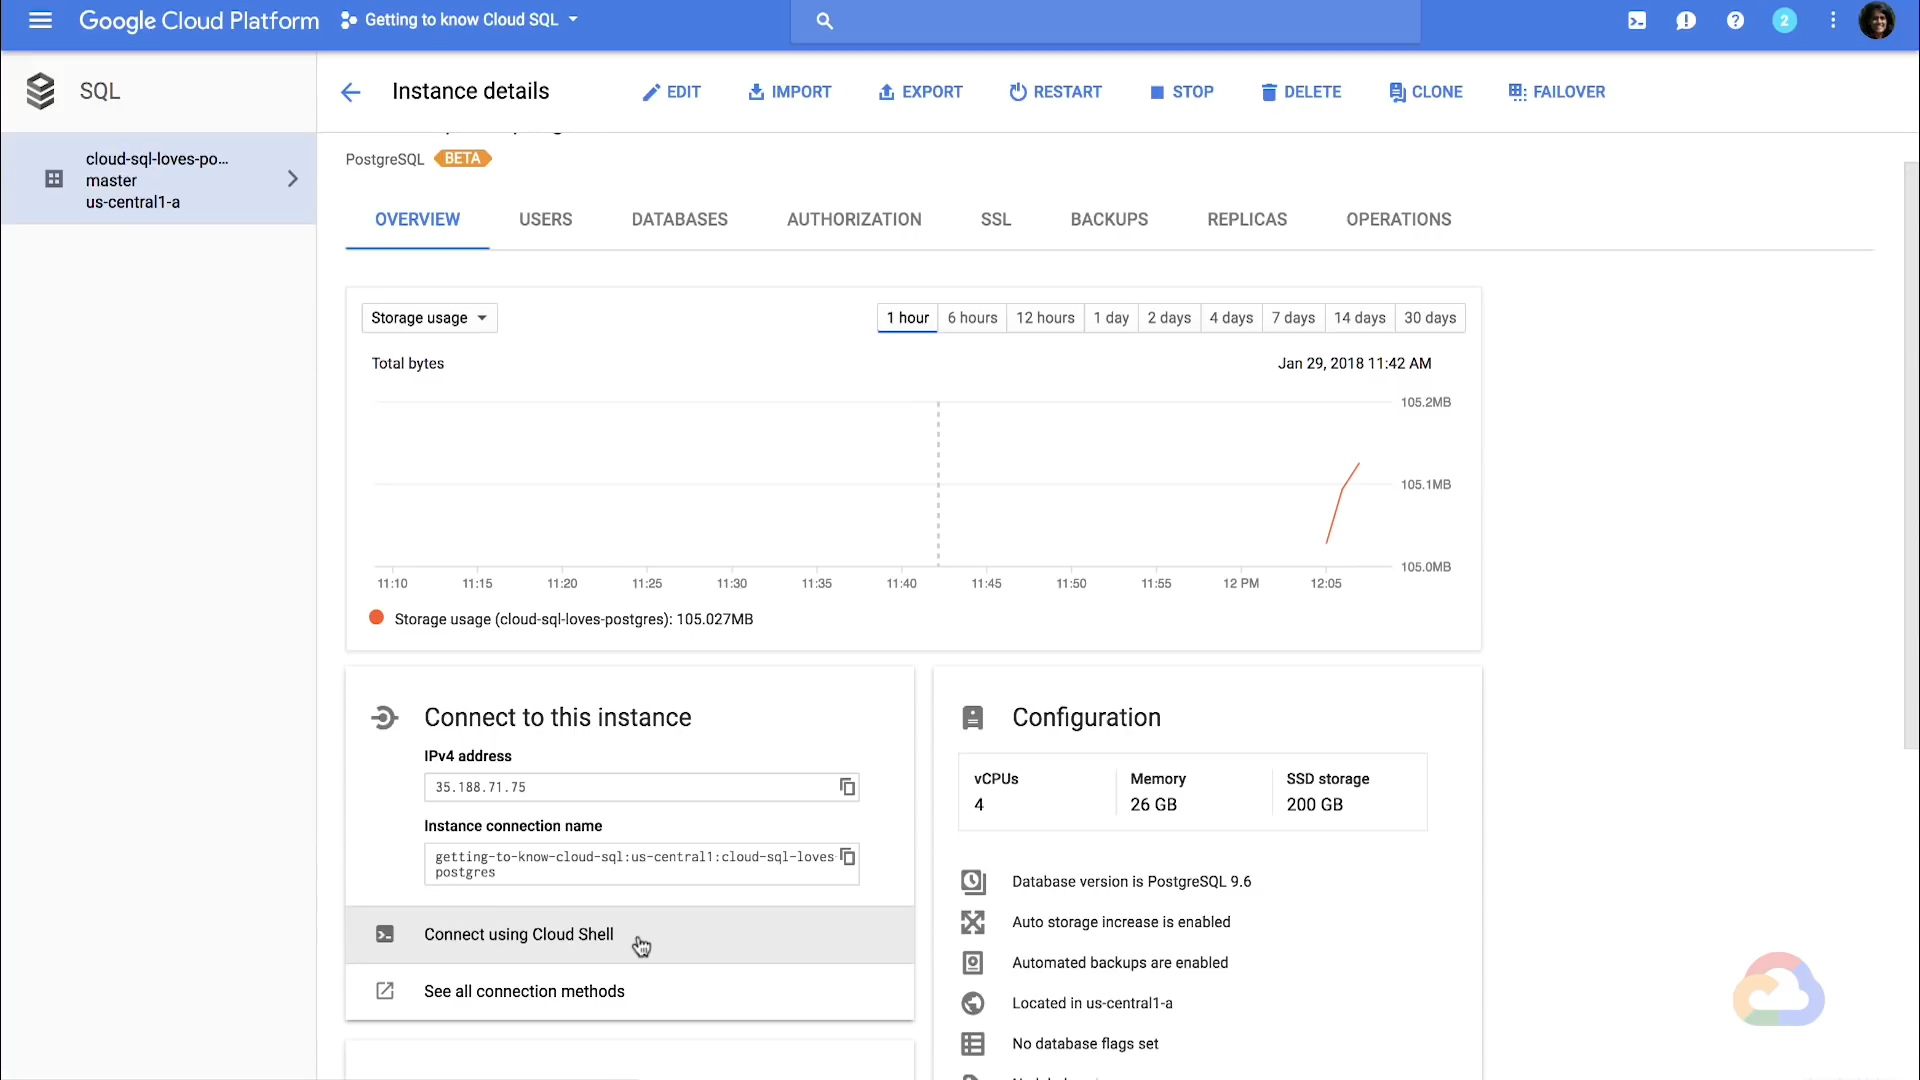 Google Cloud Platform
Getting to know Cloud SQL
2
SQL
Instance details
EDIT
IMPORT
EXPORT
RESTART
STOP
DELETE
CLONE
FAILOVER
cloud-sql-loves-po...
master
us-central1-a
PostgreSQL BETA
OVERVIEW
USERS
DATABASES
AUTHORIZATION
SSL
BACKUPS
REPLICAS
OPERATIONS
Storage usage
1 hour
6 hours
12 hours
1 day
2 days
4 days
7 days
14 days
30 days
Total bytes
Jan 29, 2018 11:42 AM
105.2MB
105.1MB
105.0MB
11:10
11:15
11:20
11:25
11:30
11:35
11:40
11:45
11:50
11:55
12 PM
12:05
Storage usage (cloud-sql-loves-postgres): 105.027MB
Connect to this instance
IPv4 address
35.188.71.75
Instance connection name
getting-to-know-cloud-sql:us-central1:cloud-sql-loves-
postgres
Connect using Cloud Shell
See all connection methods
Configuration
vCPUs
4
Memory
26 GB
SSD storage
200 GB
Database version is PostgreSQL 9.6
Auto storage increase is enabled
Automated backups are enabled
Located in us-central1-a
No database flags set